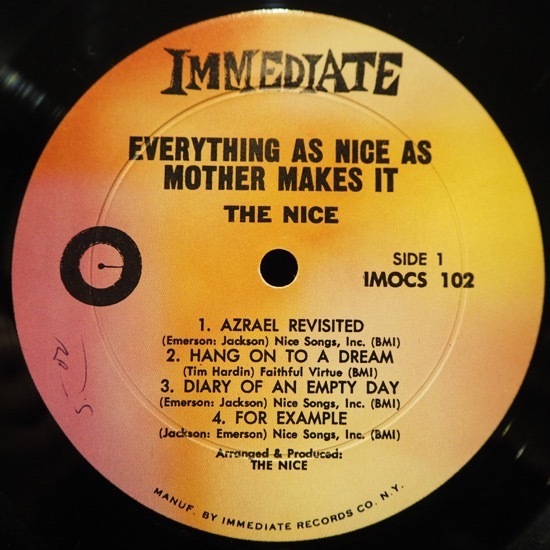 IMMEDIATE
EVERYTHING AS NICE AS
MOTHER MAKES IT
THE NICE
SIDE 1
IMOCS 102
1. AZRAEL REVISITED
(Emerson: Jackson) Nice Songs, Inc. (BMI)
2. HANG ON TO A DREAM
(Tim Hardin) Faithful Virtue (BMI)
3. DIARY OF AN EMPTY DAY
(Emerson: Jackson) Nice Songs, Inc. (BMI)
4. FOR EXAMPLE
(Jackson: Emerson) Nice Songs, Inc. (BMI)
Arranged & Produced:
THE NICE
MANUF. BY IMMEDIATE RECORDS CO. N.Y.